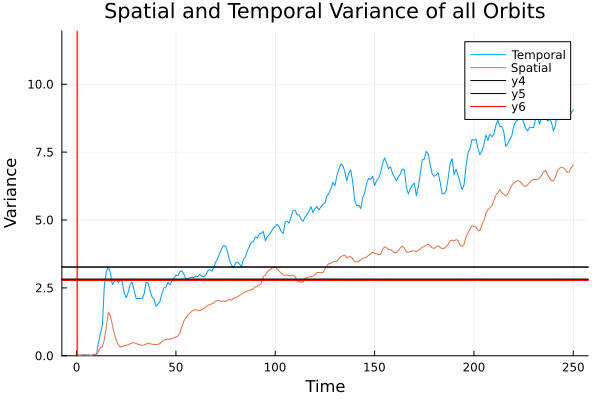 Spatial and Temporal Variance of all Orbits
Temporal
Spatial
y4
y5
y6
10.0
7.5
5.0
2.5
0.0
Variance
0 50 100 150 200 250
Time